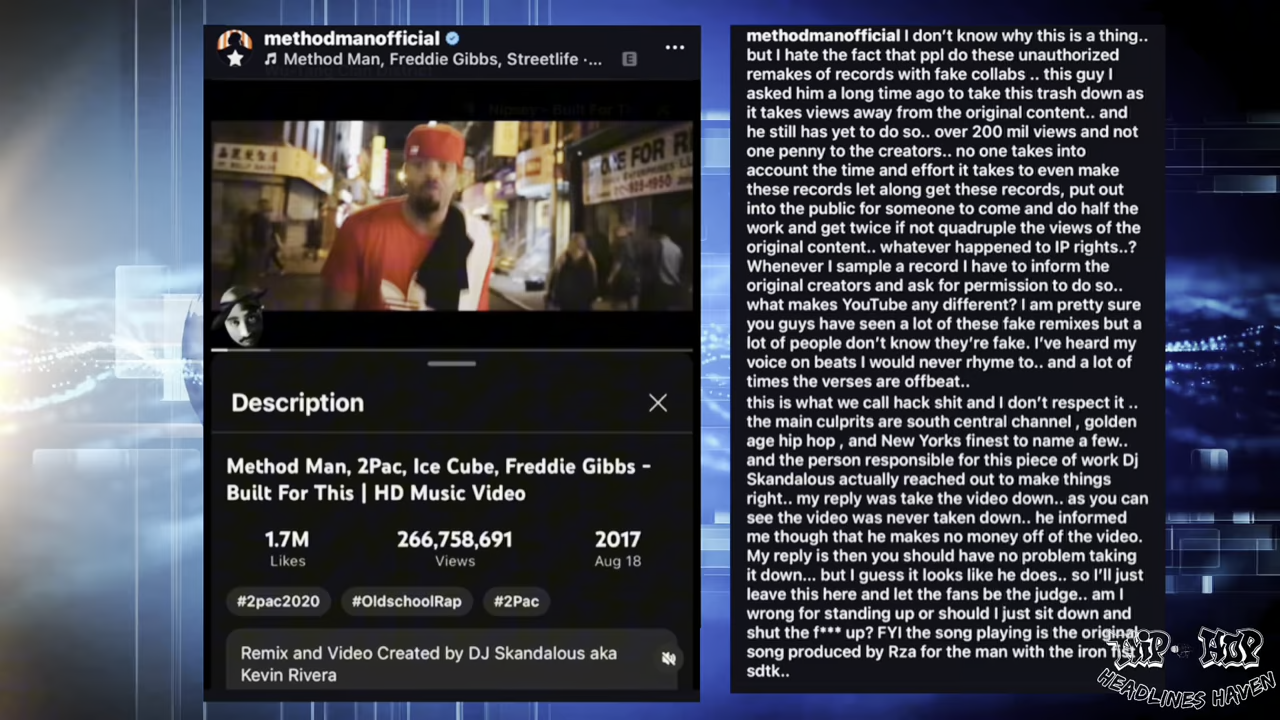 methodmanofficial
Method Man, Freddie Gibbs, Streetlife ·... E
ONE FOR R
Description
Method Man, 2Pac, Ice Cube, Freddie Gibbs -
Built For This | HD Music Video
1.7M 266,758,691 2017
Likes Views Aug 18
#2pac2020 #OldschoolRap #2Pac
Remix and Video Created by DJ Skandalous aka
Kevin Rivera
methodmanofficial I don't know why this is a thing..
but I hate the fact that ppl do these unauthorized
remakes of records with fake collabs .. this guy I
asked him a long time ago to take this trash down as
it takes views away from the original content.. and
he still has yet to do so.. over 200 mil views and not
one penny to the creators.. no one takes into
account the time and effort it takes to even make
these records let along get these records, put out
into the public for someone to come and do half the
work and get twice if not quadruple the views of the
original content.. whatever happened to IP rights..?
Whenever I sample a record I have to inform the
original creators and ask for permission to do so..
what makes YouTube any different? I am pretty sure
you guys have seen a lot of these fake remixes but a
lot of people don't know they're fake. I've heard my
voice on beats I would never rhyme to.. and a lot of
times the verses are offbeat..
this is what we call hack shit and I don't respect it ..
the main culprits are south central channel , golden
age hip hop , and New Yorks finest to name a few..
and the person responsible for this piece of work Dj
Skandalous actually reached out to make things
right.. my reply was take the video down.. as you can
see the video was never taken down.. he informed
me though that he makes no money off of the video.
My reply is then you should have no problem taking
it down... but I guess it looks like he does.. so I'll just
leave this here and let the fans be the judge.. am I
wrong for standing up or should I just sit down and
shut the f*** up? FYI the song playing is the original
song produced by Rza for the man with the iron
sdtk..
HIP-HOP
HEADLINES HAVEN